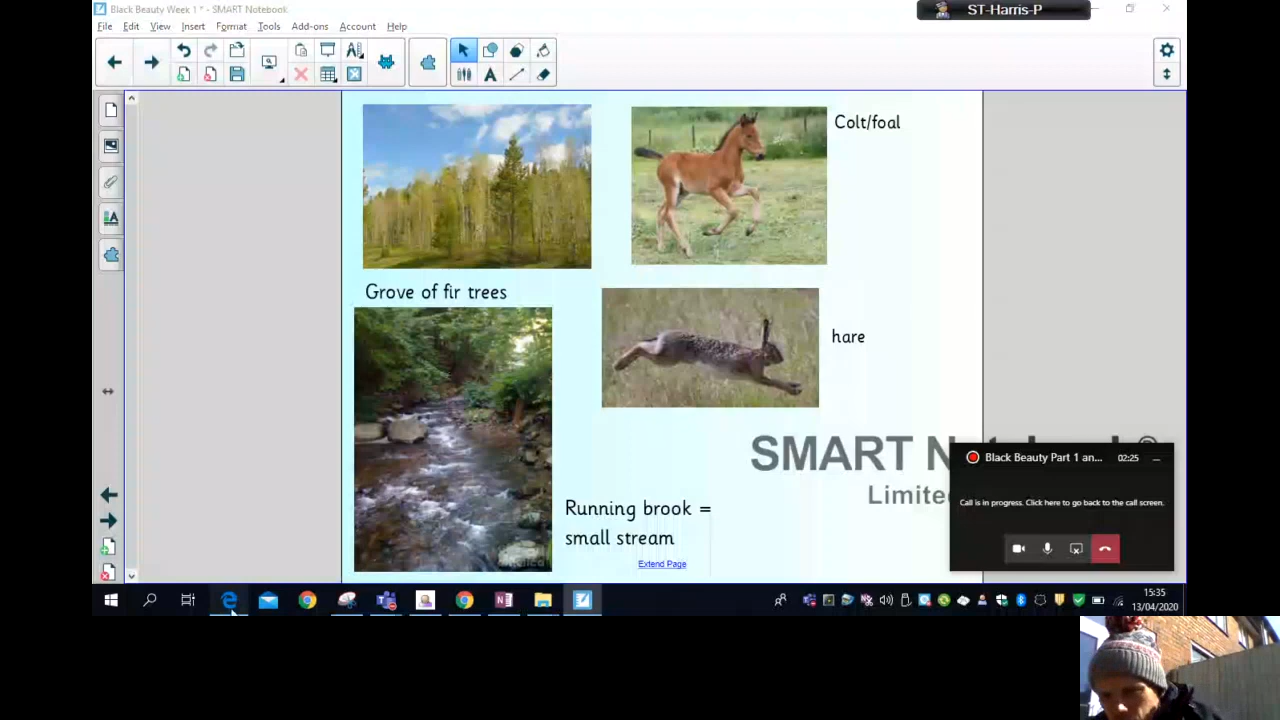 Black Beauty Week 1 * - SMART Notebook.
ST-Harris-P
File Edit View Insert Format Tools Add-ons Account Help
Colt/foal
Grove of fir trees
hare
SMART
Limite
Black Beauty Part 1 an... 02:25
Call is in progress. Click here to go back to the call screen.
Running brook =
small stream
Extend Page
15:35
13/04/2020